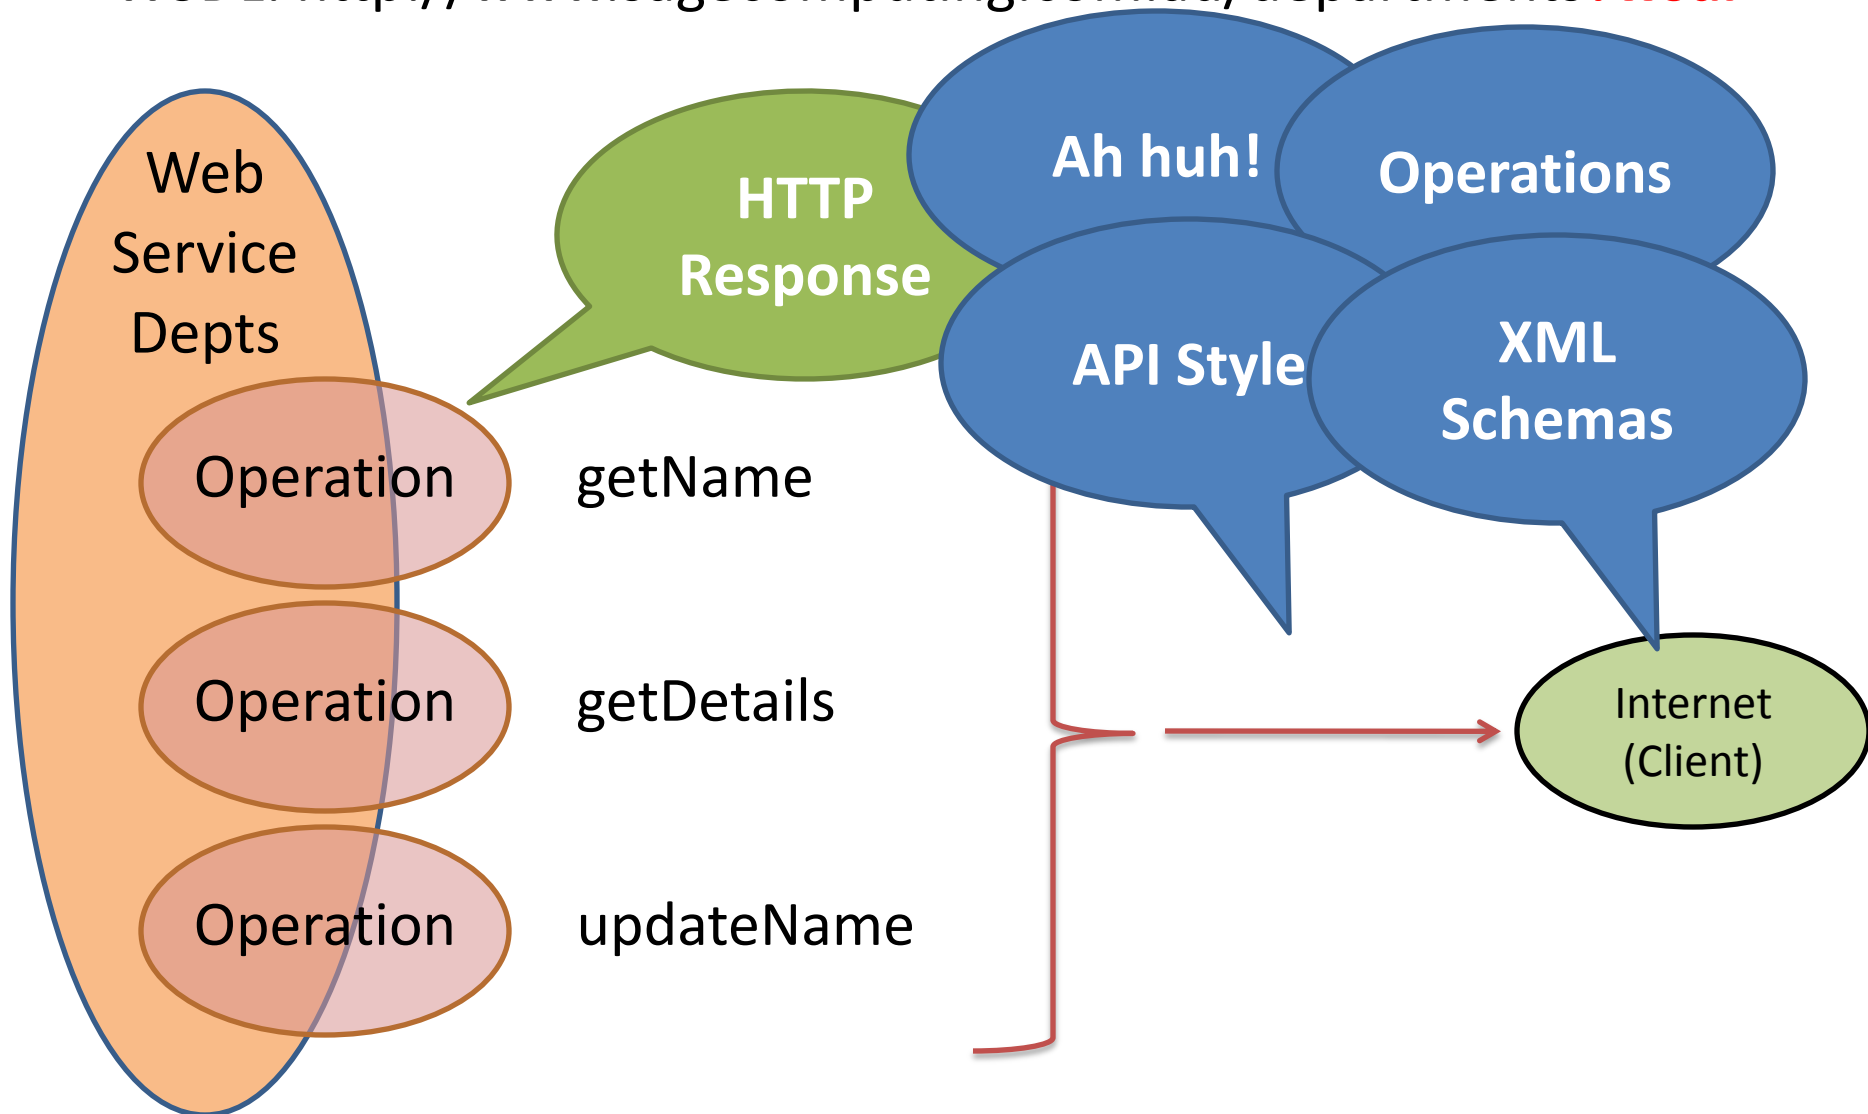 Web
Service
Depts
HTTP
Response
Ah huh!
Operations
API Style
XML
Schemas
Operation
getName
Operation
getDetails
Operation
updateName
Internet
(Client)